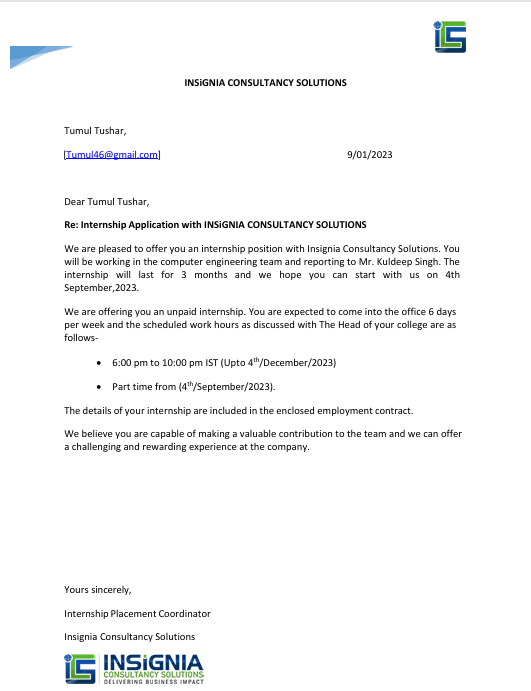 INSiGNIA CONSULTANCY SOLUTIONS
Tumul Tushar,
[Tumul46@gmail.com] 9/01/2023
Dear Tumul Tushar,
Re: Internship Application with INSiGNIA CONSULTANCY SOLUTIONS
We are pleased to offer you an internship position with Insignia Consultancy Solutions. You
will be working in the computer engineering team and reporting to Mr. Kuldeep Singh. The
internship will last for 3 months and we hope you can start with us on 4th
September,2023.
We are offering you an unpaid internship. You are expected to come into the office 6 days
per week and the scheduled work hours as discussed with The Head of your college are as
follows-
• 6:00 pm to 10:00 pm IST (Upto 4th/December/2023)
• Part time from (4th/September/2023).
The details of your internship are included in the enclosed employment contract.
We believe you are capable of making a valuable contribution to the team and we can offer
a challenging and rewarding experience at the company.
Yours sincerely,
Internship Placement Coordinator
Insignia Consultancy Solutions
INSiGNIA
CONSULTANCY SOLUTIONS
DELIVERING BUSINESS IMPACT